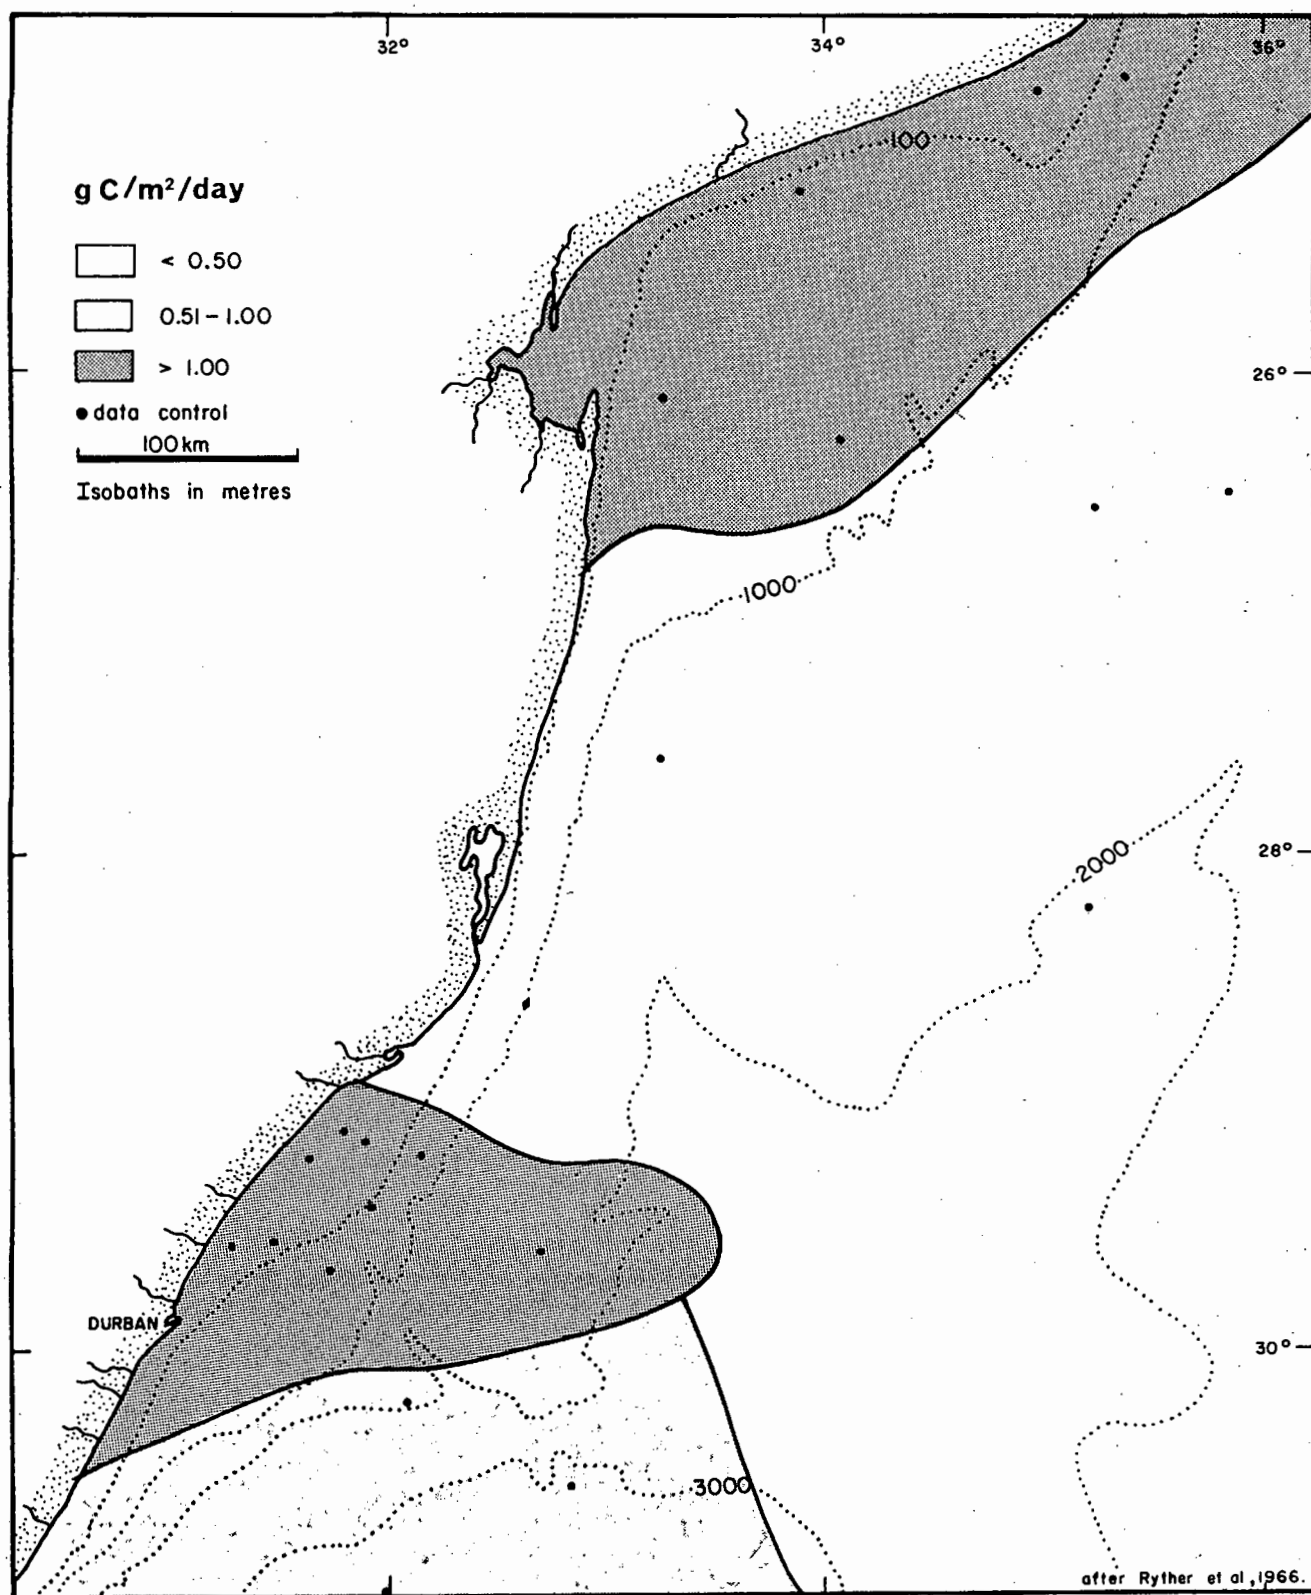 32°
34°
36°
100
g C/m²/day
< 0.50
0.51 – 1.00
> 1.00
● data control
100 km
Isobaths in metres
26°
1000
28°
2000
DURBAN
30°
3000
after Ryther et al, 1966.